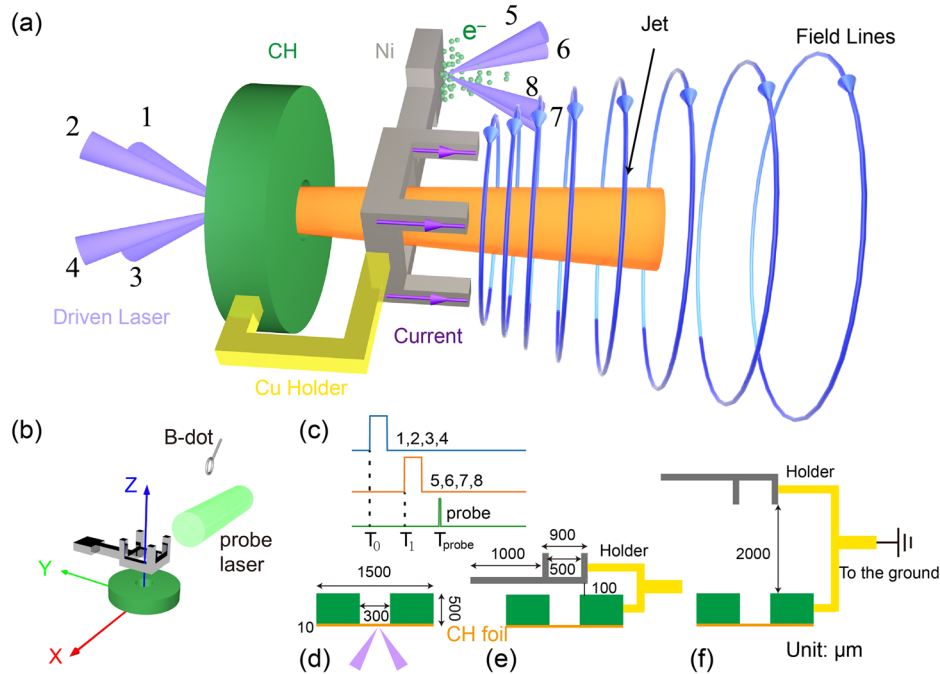 (a)
CH
Ni
e⁻
5
6
8
7
Jet
Field Lines
2
1
4
3
Driven Laser
Current
Cu Holder
(b)
B-dot
Z
Y
X
probe
laser
(c)
1,2,3,4
5,6,7,8
probe
T₀
T₁
Tprobe
1500
300
500
10
CH foil
(d)
900
1000
500
Holder
100
(e)
Holder
2000
To the ground
(f)
Unit: μm